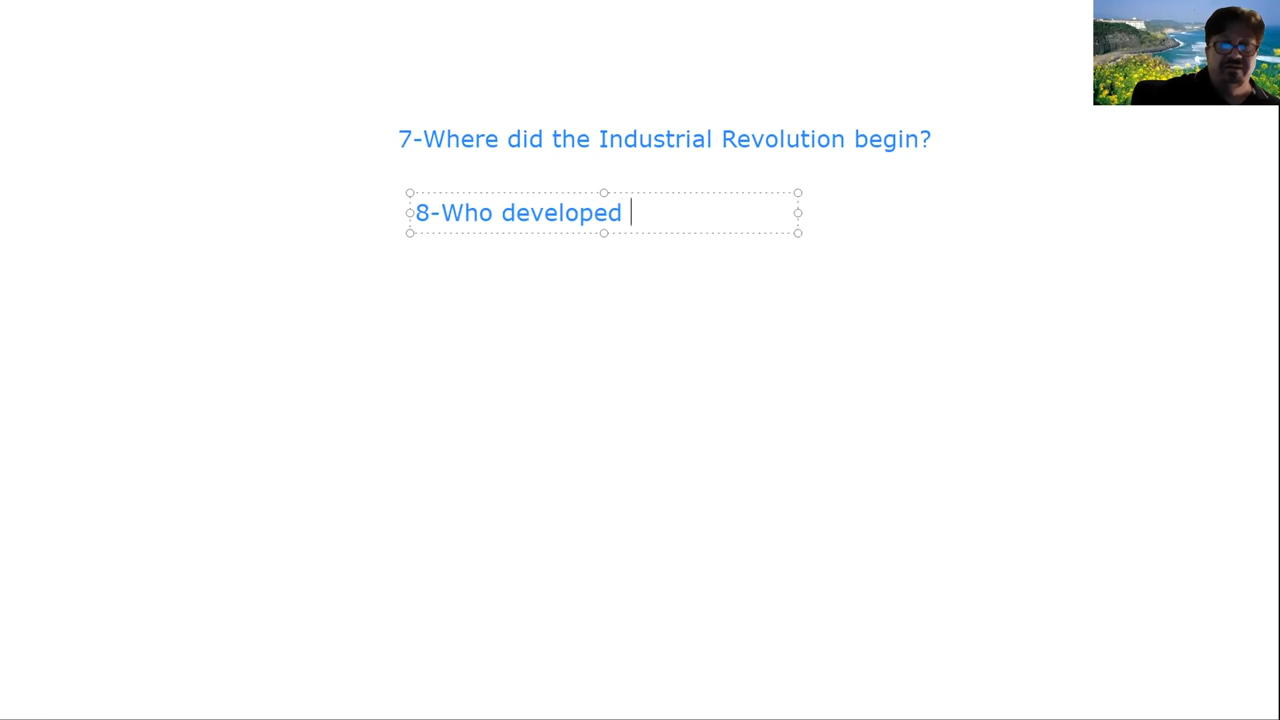 7-Where did the Industrial Revolution begin?
8-Who developed